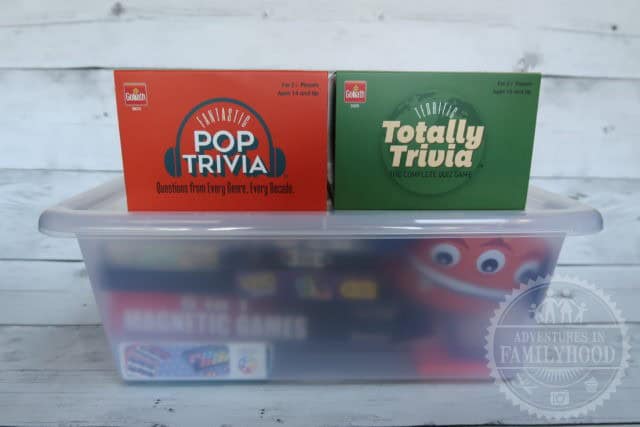 Goliath
For 2+ Players
Ages 14 and Up
FANTASTIC
POP
TRIVIA
Questions from Every Genre, Every Decade.
Goliath
For 2+ Players
Ages 14 and Up
TERRIFIC
Totally
Trivia
THE COMPLETE QUIZ GAME
MAGNETIC GAMES
ADVENTURES IN
FAMILYHOOD